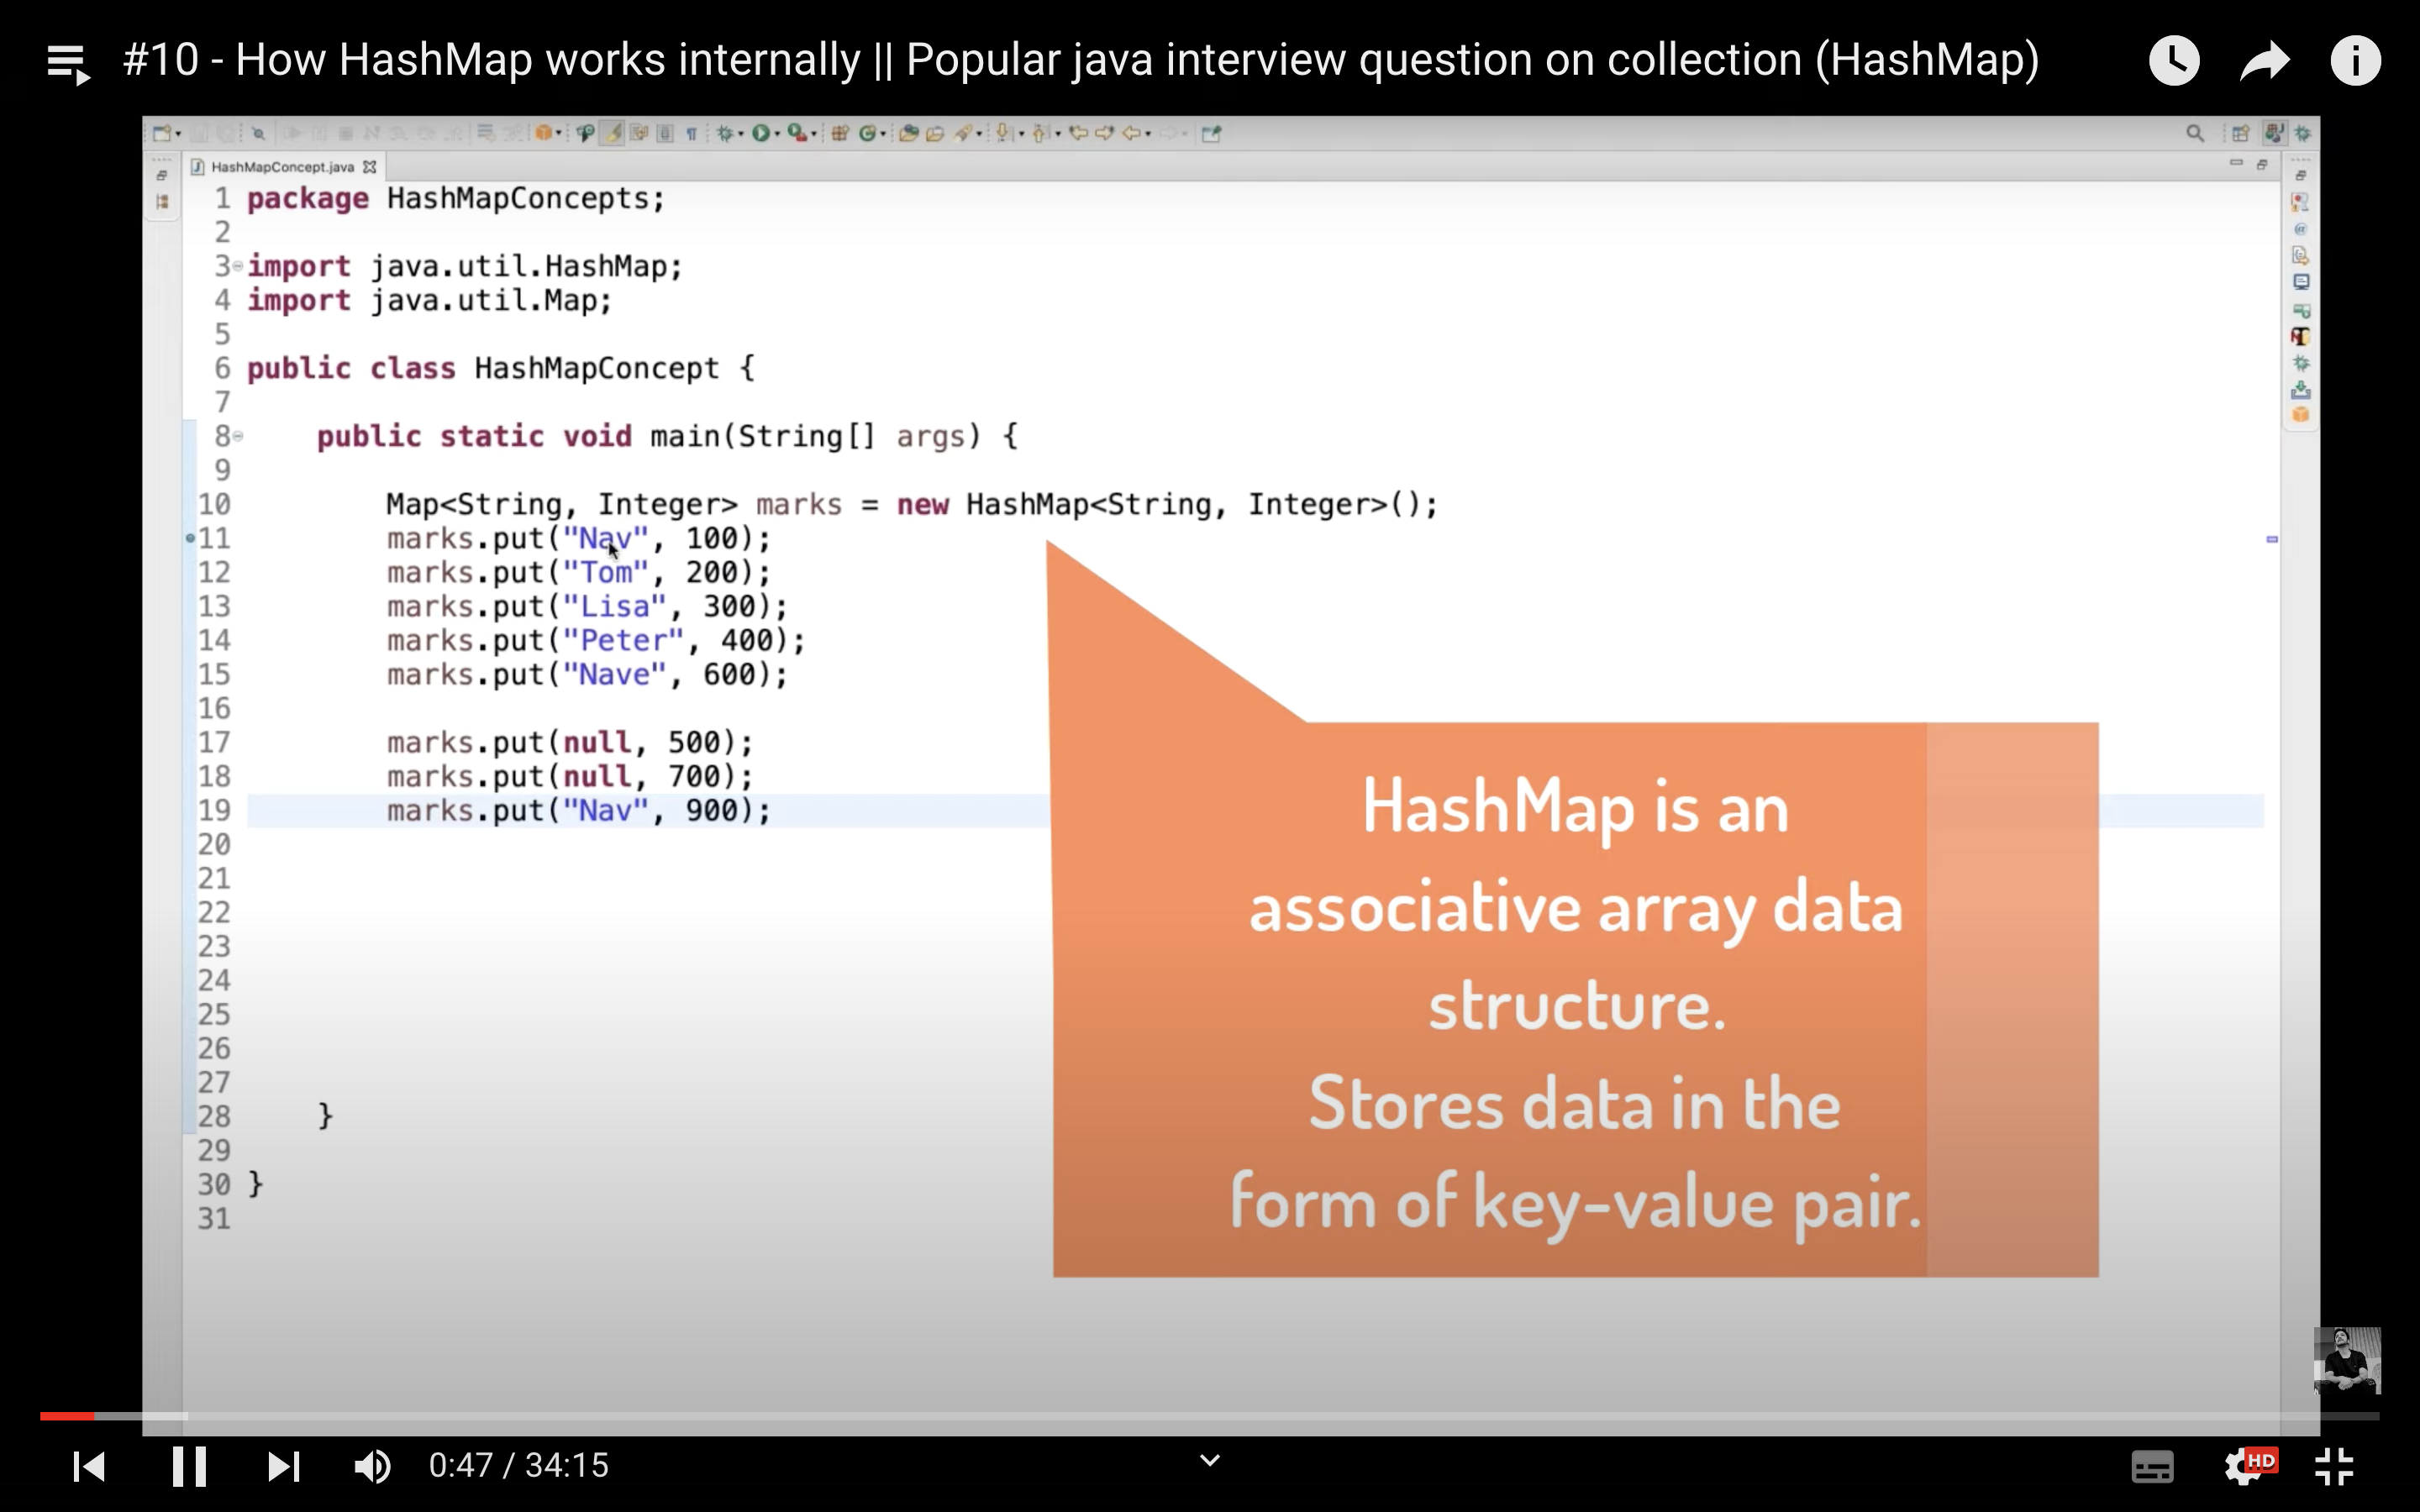 #10 - How HashMap works internally || Popular java interview question on collection (HashMap)
HashMapConcept.java
1 package HashMapConcepts;
2
3 import java.util.HashMap;
4 import java.util.Map;
5
6 public class HashMapConcept {
7
8 public static void main(String[] args) {
9
10 Map<String, Integer> marks = new HashMap<String, Integer>();
11 marks.put("Nav", 100);
12 marks.put("Tom", 200);
13 marks.put("Lisa", 300);
14 marks.put("Peter", 400);
15 marks.put("Nave", 600);
16
17 marks.put(null, 500);
18 marks.put(null, 700);
19 marks.put("Nav", 900);
20
21
22
23
24
25
26
27
28 }
29
30 }
31
HashMap is an
associative array data
structure.
Stores data in the
form of key-value pair.
0:47 / 34:15
HD